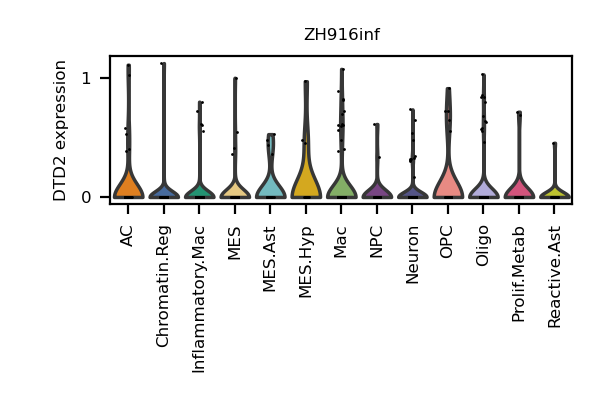 ZH916inf
DTD2 expression
1
0
AC
Chromatin.Reg
Inflammatory.Mac
MES
MES.Ast
MES.Hyp
Mac
NPC
Neuron
OPC
Oligo
Prolif.Metab
Reactive.Ast